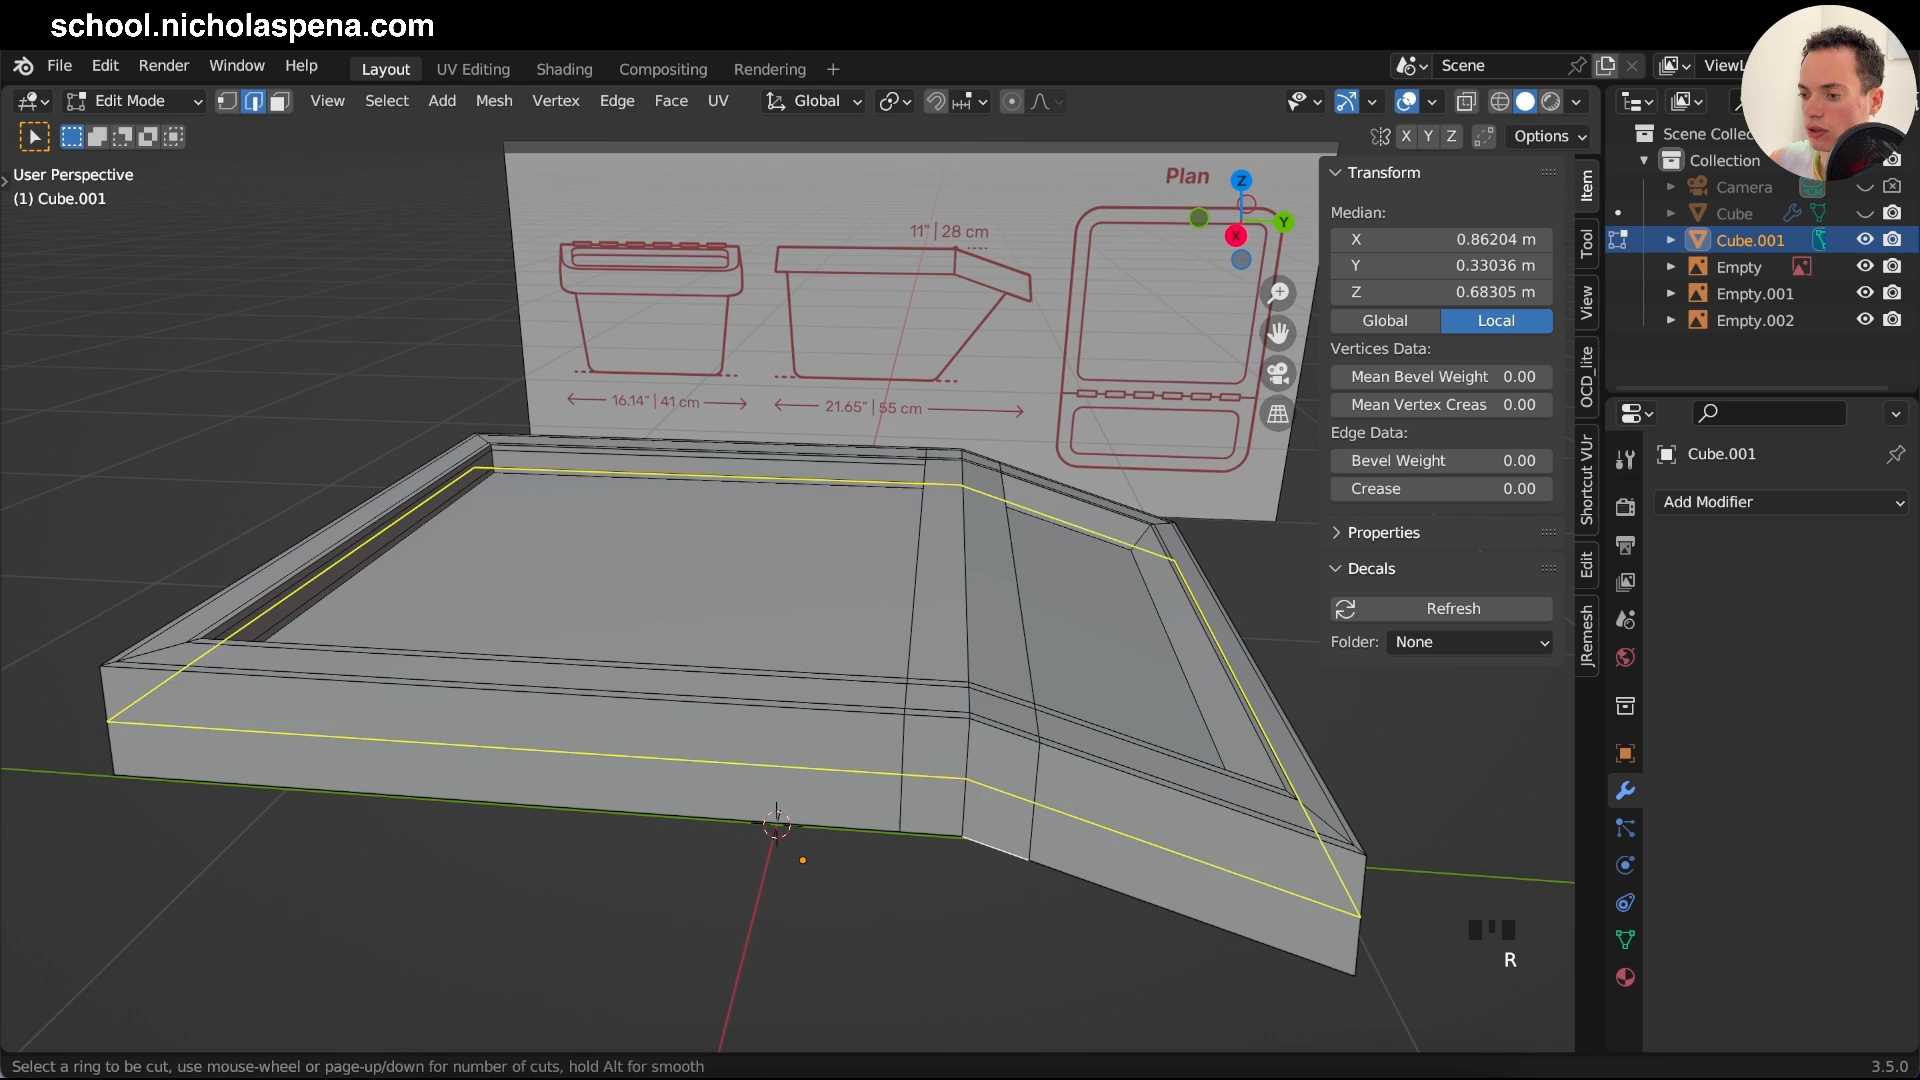 school.nicholaspena.com
File Edit Render Window Help Layout UV Editing Shading Compositing Rendering + Scene ViewL
Edit Mode View Select Add Mesh Vertex Edge Face UV Global
X Y Z Options
User Perspective
(1) Cube.001
Plan
11" | 28 cm
16.14" | 41 cm
21.65" | 55 cm
Z
Y
X
Transform
Median:
X 0.86204 m
Y 0.33036 m
Z 0.68305 m
Global Local
Vertices Data:
Mean Bevel Weight 0.00
Mean Vertex Creas 0.00
Edge Data:
Bevel Weight 0.00
Crease 0.00
Properties
Decals
Refresh
Folder: None
Item
Tool
View
OCD_lite
Shortcut VUr
Edit
JRemesh
Scene Collec
Collection
Camera
Cube
Cube.001
Empty
Empty.001
Empty.002
Cube.001
Add Modifier
R
Select a ring to be cut, use mouse-wheel or page-up/down for number of cuts, hold Alt for smooth
3.5.0